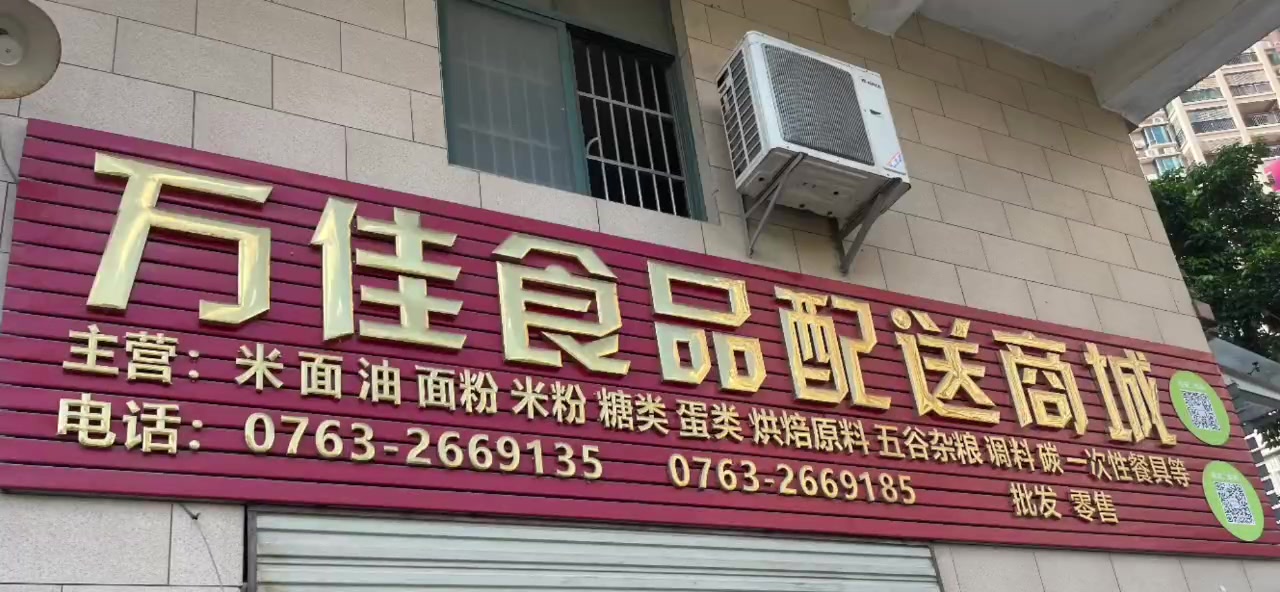 万佳食品配送商城
主营：米 面 油 面粉 米粉 糖类 蛋类 烘焙原料 五谷杂粮 调料 碳 一次性餐具等
电话：0763-2669135 0763-2669185 批发 零售